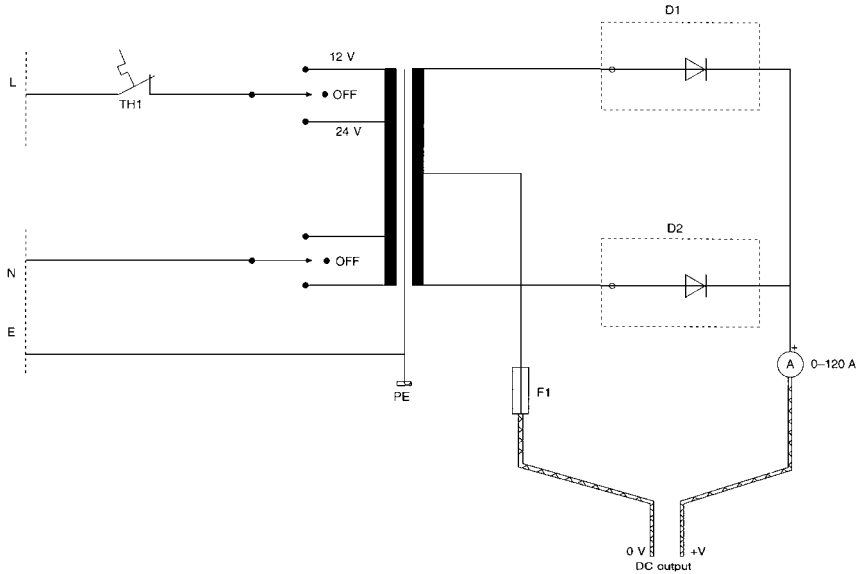 D1
12 V
L
OFF
TH1
24 V
D2
N
OFF
E
+
A
0–120 A
PE
F1
0 V
+V
DC output